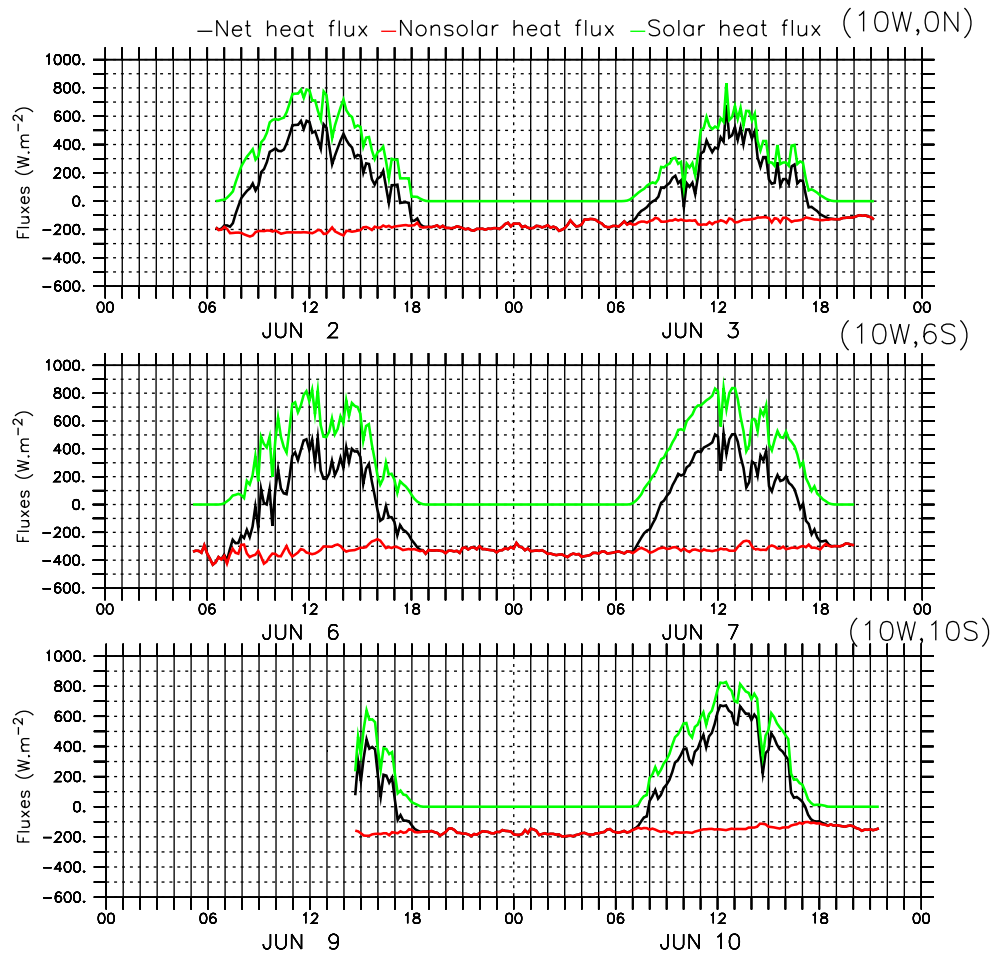 —Net heat flux —Nonsolar heat flux —Solar heat flux (10W,0N)
Fluxes (W.m−2)
1000.
800.
600.
400.
200.
0.
−200.
−400.
−600.
00 06 12 18 00 06 12 18 00
JUN 2 JUN 3
(10W,6S)
Fluxes (W.m−2)
1000.
800.
600.
400.
200.
0.
−200.
−400.
−600.
00 06 12 18 00 06 12 18 00
JUN 6 JUN 7
(10W,10S)
Fluxes (W.m−2)
1000.
800.
600.
400.
200.
0.
−200.
−400.
−600.
00 06 12 18 00 06 12 18 00
JUN 9 JUN 10